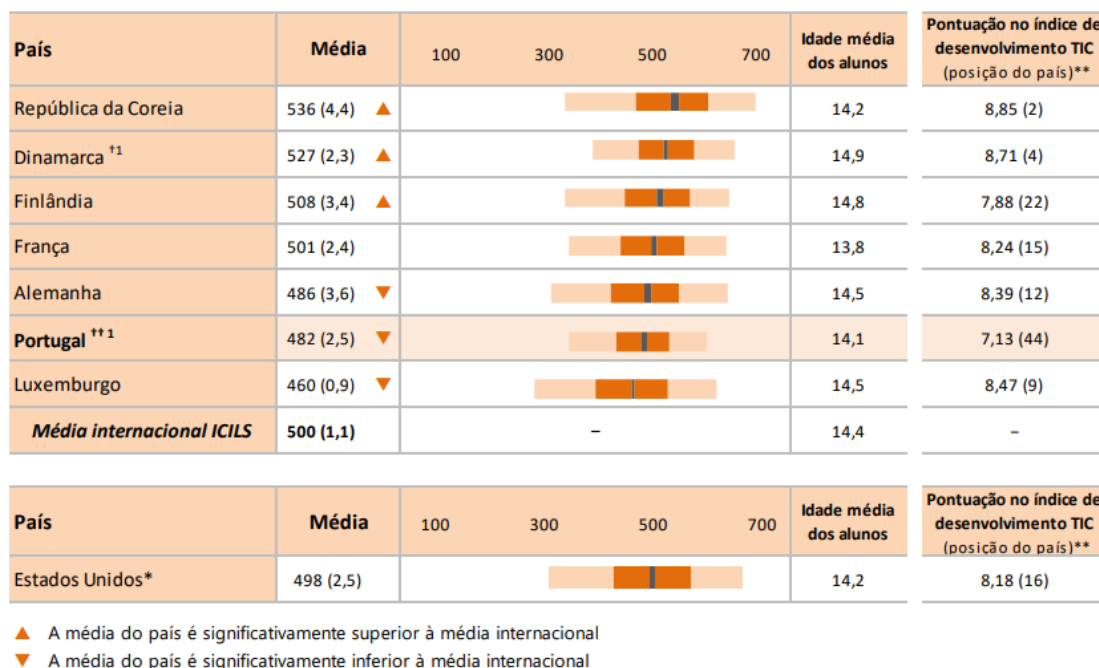 País Média 100 300 500 700 Idade média dos alunos Pontuação no índice de desenvolvimento TIC (posição do país)**
República da Coreia 536 (4,4) ▲ 14,2 8,85 (2)
Dinamarca †1 527 (2,3) ▲ 14,9 8,71 (4)
Finlândia 508 (3,4) ▲ 14,8 7,88 (22)
França 501 (2,4) 13,8 8,24 (15)
Alemanha 486 (3,6) ▼ 14,5 8,39 (12)
Portugal ††1 482 (2,5) ▼ 14,1 7,13 (44)
Luxemburgo 460 (0,9) ▼ 14,5 8,47 (9)
Média internacional ICILS 500 (1,1) – 14,4 –
País Média 100 300 500 700 Idade média dos alunos Pontuação no índice de desenvolvimento TIC (posição do país)**
Estados Unidos* 498 (2,5) 14,2 8,18 (16)
▲ A média do país é significativamente superior à média internacional
▼ A média do país é significativamente inferior à média internacional